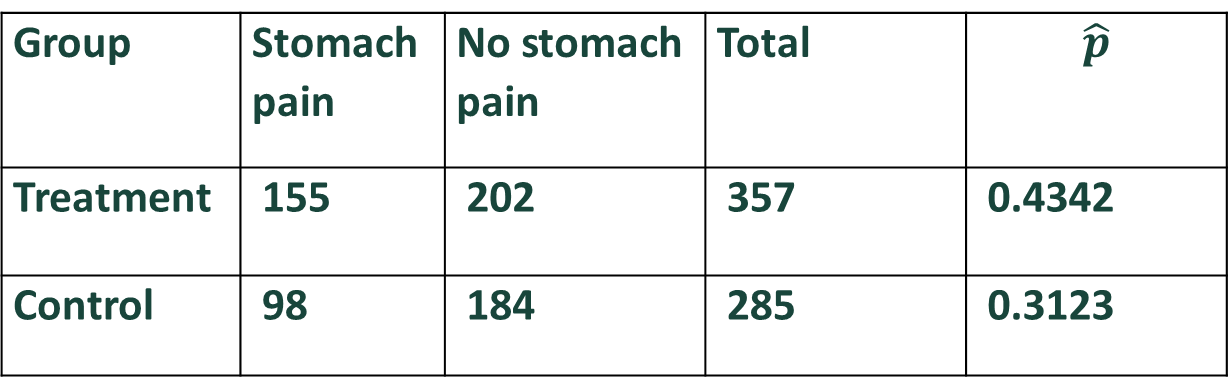 Group Stomach pain No stomach pain Total p̂
Treatment 155 202 357 0.4342
Control 98 184 285 0.3123